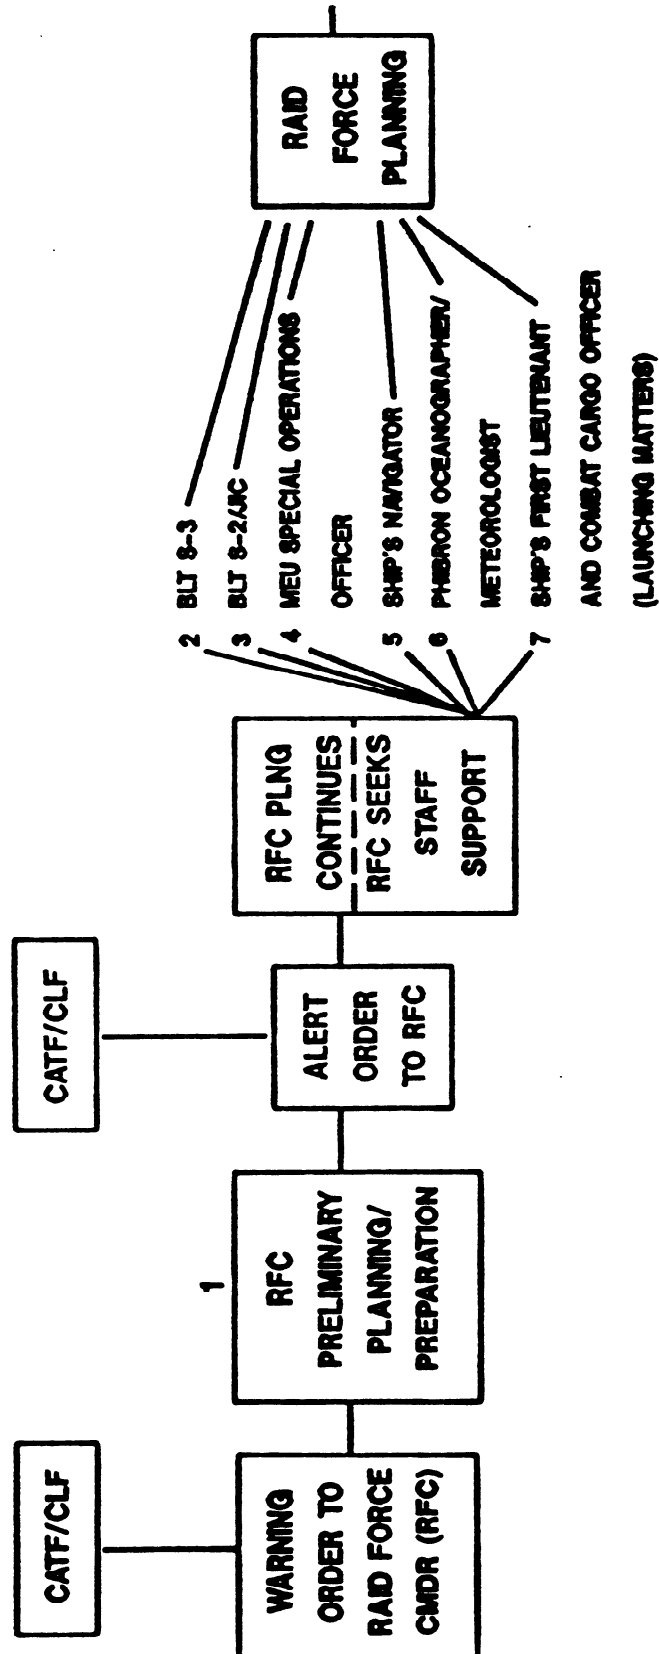 CATF/CLF
WARNING
ORDER TO
RAID FORCE
CMDR (RFC)
1
RFC
PRELIMINARY
PLANNING/
PREPARATION
CATF/CLF
ALERT
ORDER
TO RFC
RFC PLNG
CONTINUES
RFC SEEKS
STAFF
SUPPORT
2 BLT S-3
3 BLT S-2/JIC
4 MEU SPECIAL OPERATIONS
OFFICER
5 SHIP'S NAVIGATOR
6 PHIBRON OCEANOGRAPHER/
METEOROLOGIST
7 SHIP'S FIRST LIEUTENANT
AND COMBAT CARGO OFFICER
(LAUNCHING MATTERS)
RAID
FORCE
PLANNING